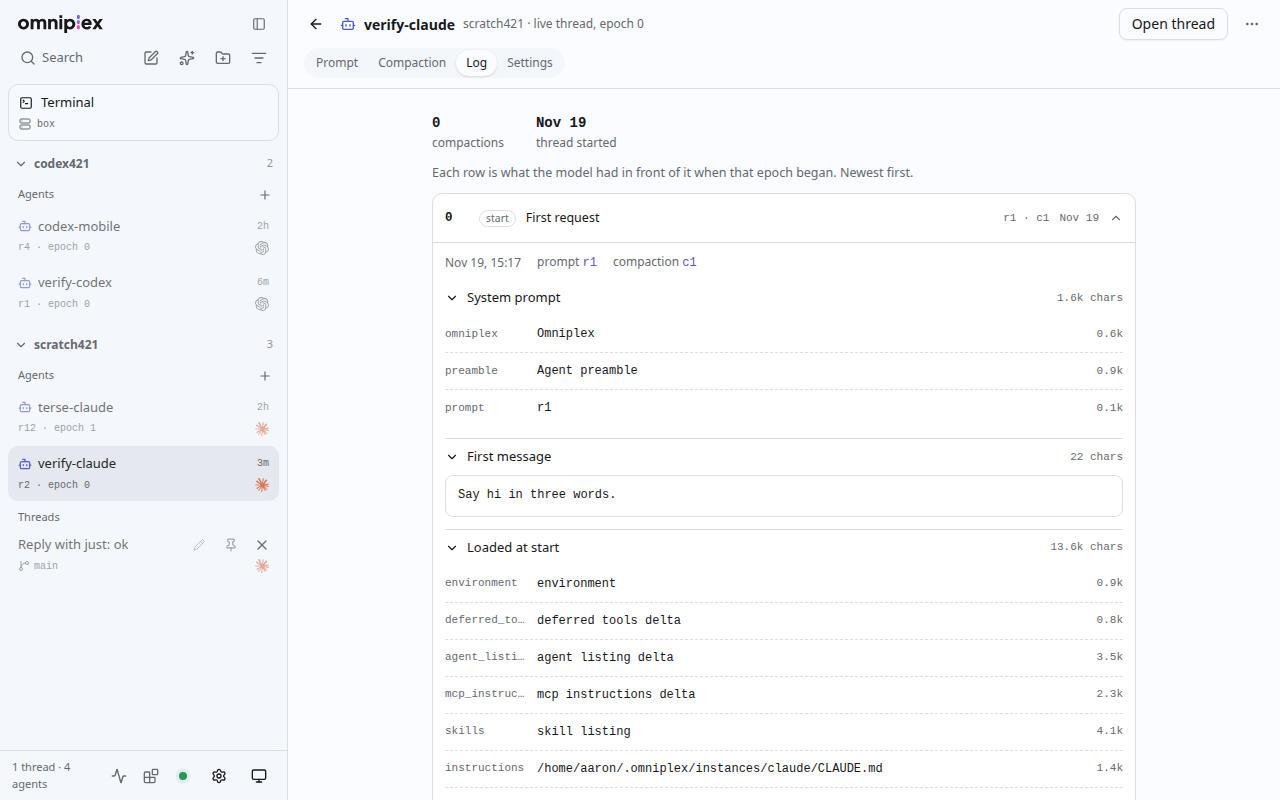 omniplex
Search
Terminal
box
codex421 2
Agents
codex-mobile 2h
r4 · epoch 0
verify-codex 6m
r1 · epoch 0
scratch421 3
Agents
terse-claude 2h
r12 · epoch 1
verify-claude 3m
r2 · epoch 0
Threads
Reply with just: ok
main
1 thread · 4
agents
verify-claude scratch421 · live thread, epoch 0 Open thread
Prompt Compaction Log Settings
0 Nov 19
compactions thread started
Each row is what the model had in front of it when that epoch began. Newest first.
0 start First request r1 · c1 Nov 19
Nov 19, 15:17 prompt r1 compaction c1
System prompt 1.6k chars
omniplex Omniplex 0.6k
preamble Agent preamble 0.9k
prompt r1 0.1k
First message 22 chars
Say hi in three words.
Loaded at start 13.6k chars
environment environment 0.9k
deferred_to… deferred tools delta 0.8k
agent_listi… agent listing delta 3.5k
mcp_instruc… mcp instructions delta 2.3k
skills skill listing 4.1k
instructions /home/aaron/.omniplex/instances/claude/CLAUDE.md 1.4k